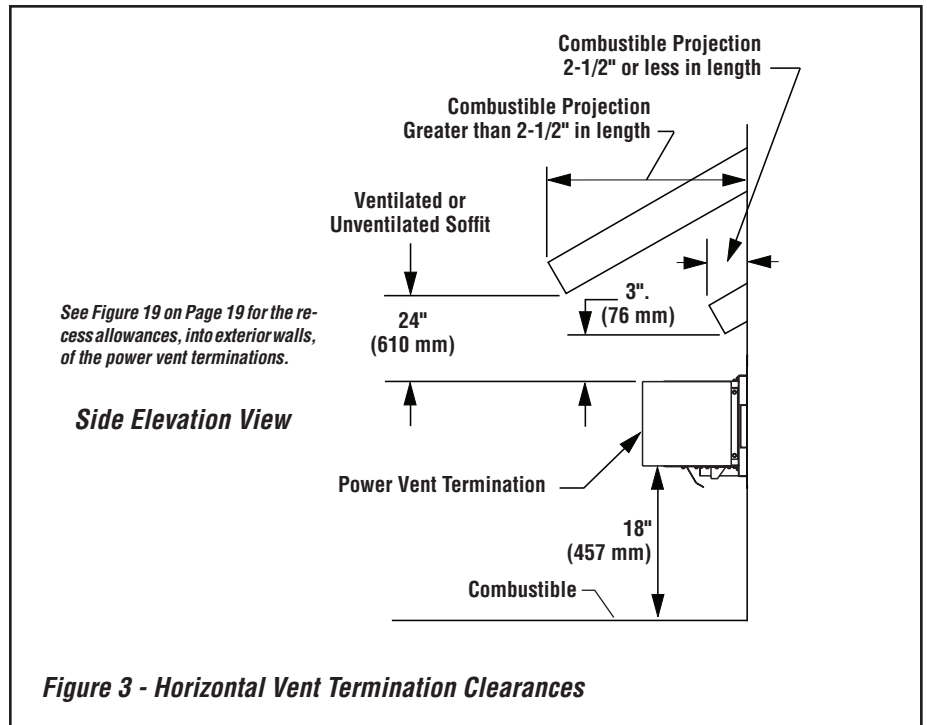 Combustible Projection
2-1/2" or less in length
Combustible Projection
Greater than 2-1/2" in length
Ventilated or
Unventilated Soffit
See Figure 19 on Page 19 for the re-
cess allowances, into exterior walls,
of the power vent terminations.
24"
(610 mm)
3".
(76 mm)
Side Elevation View
Power Vent Termination
18"
(457 mm)
Combustible
Figure 3 - Horizontal Vent Termination Clearances